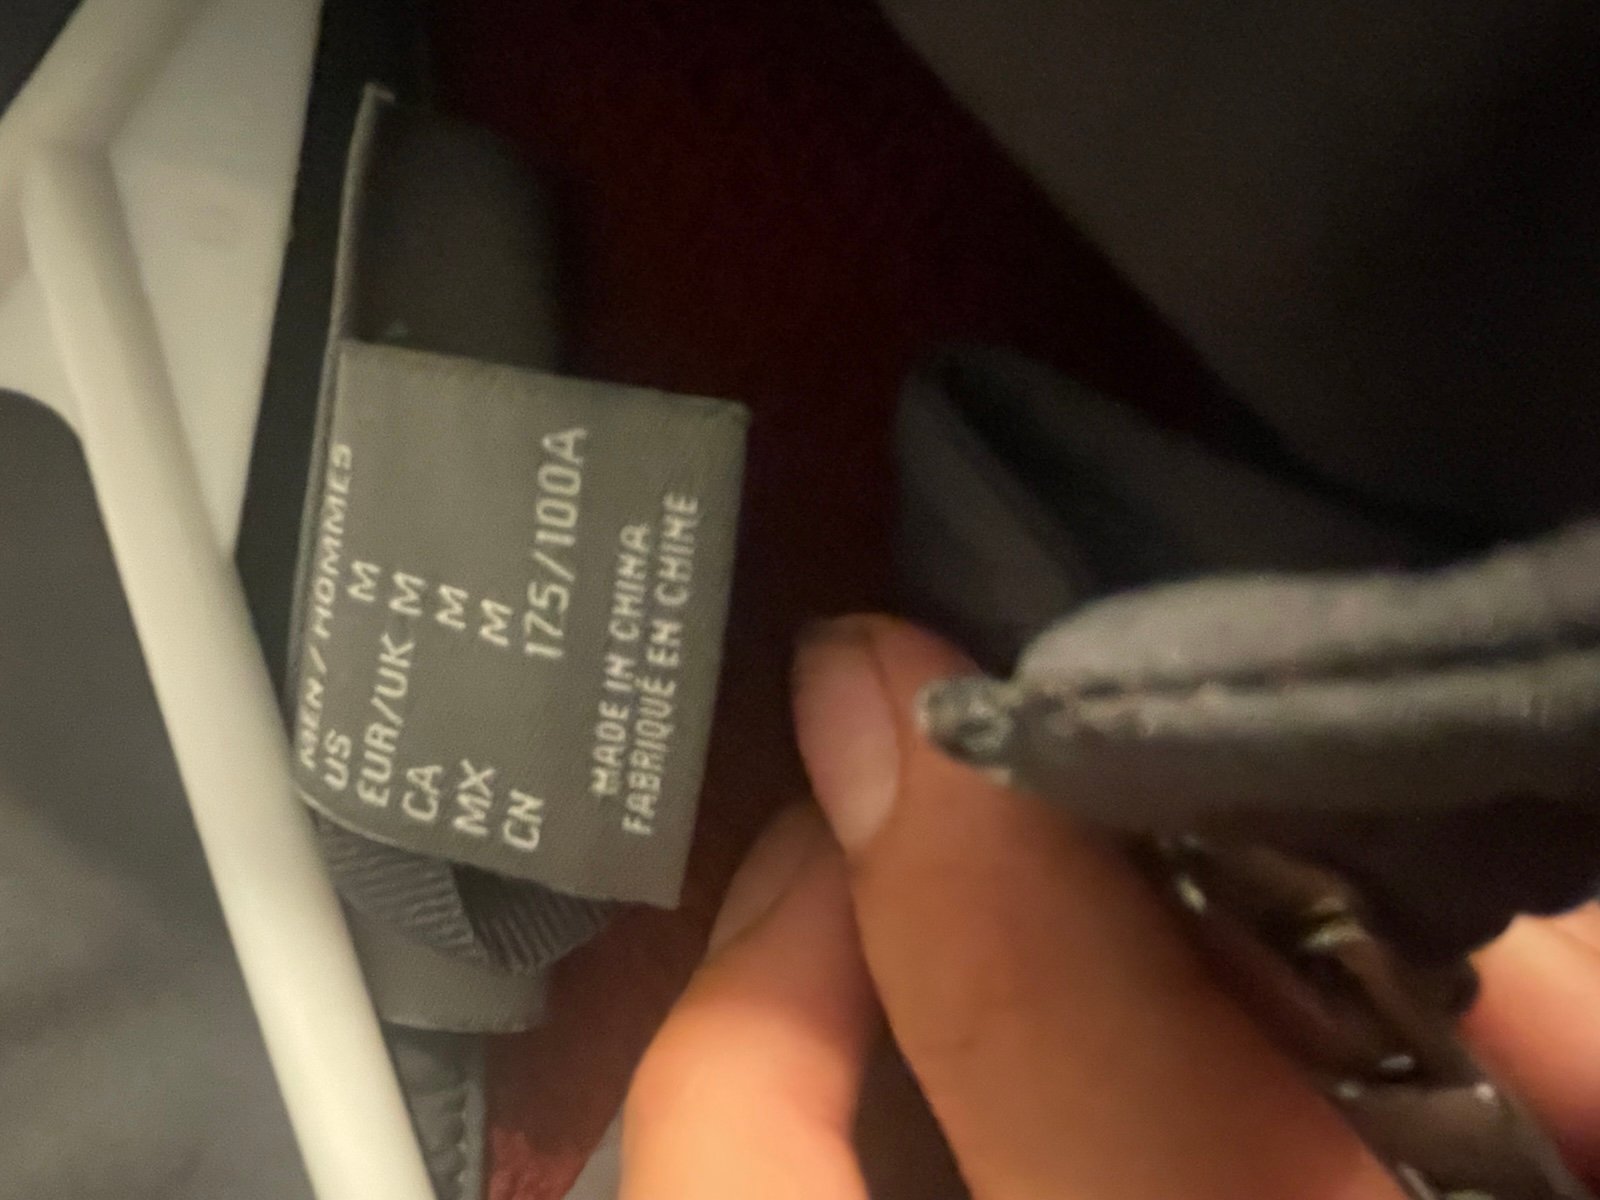 MEN/HOMMES
US M
EUR/UK M
CA M
MX M
CN 175/100A
MADE IN CHINA
FABRIQUÉ EN CHINE